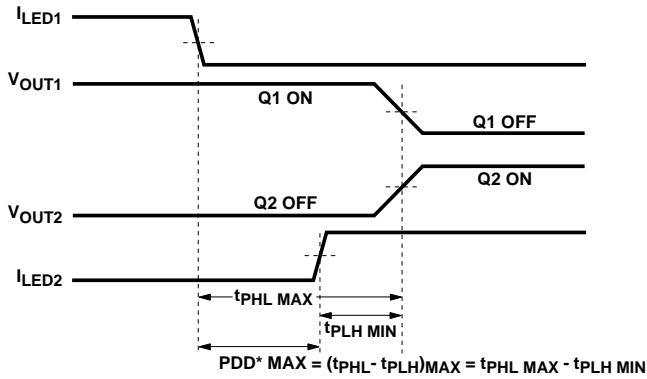 ILED1
VOUT1
Q1 ON
Q1 OFF
Q2 ON
Q2 OFF
VOUT2
ILED2
tPHL MAX
tPLH MIN
PDD* MAX = (tPHL- tPLH)MAX = tPHL MAX - tPLH MIN